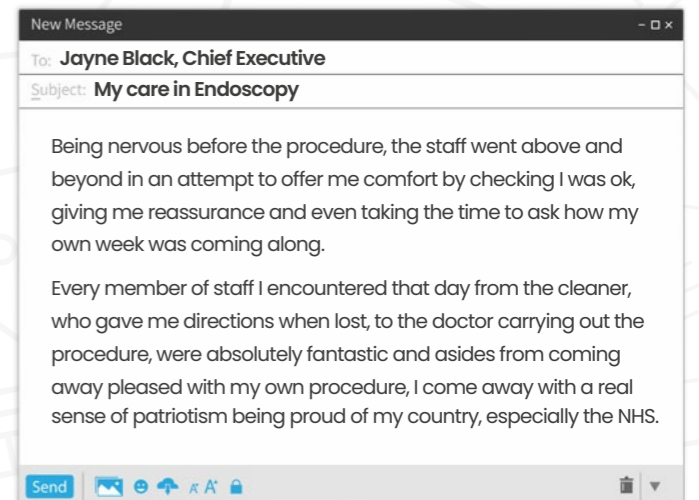 New Message
To: Jayne Black, Chief Executive
Subject: My care in Endoscopy
Being nervous before the procedure, the staff went above and
beyond in an attempt to offer me comfort by checking I was ok,
giving me reassurance and even taking the time to ask how my
own week was coming along.
Every member of staff I encountered that day from the cleaner,
who gave me directions when lost, to the doctor carrying out the
procedure, were absolutely fantastic and asides from coming
away pleased with my own procedure, I come away with a real
sense of patriotism being proud of my country, especially the NHS.
Send A A